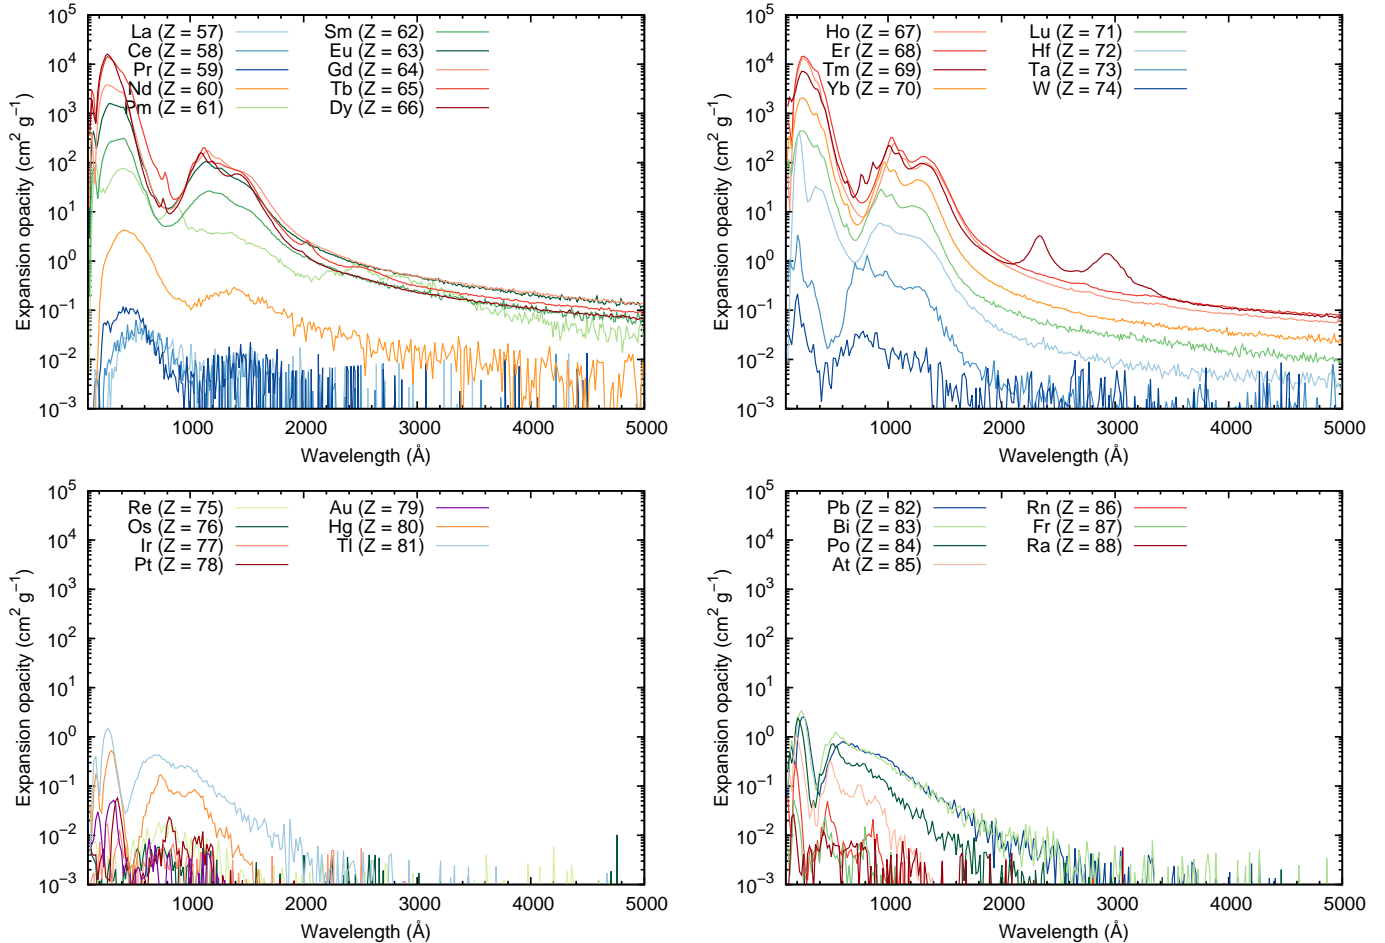 10^5
10^4
10^3
10^2
10^1
10^0
10^−1
10^−2
10^−3
Expansion opacity (cm^2 g^−1)
La (Z = 57)
Ce (Z = 58)
Pr (Z = 59)
Nd (Z = 60)
Pm (Z = 61)
Sm (Z = 62)
Eu (Z = 63)
Gd (Z = 64)
Tb (Z = 65)
Dy (Z = 66)
1000 2000 3000 4000 5000
Wavelength (Å)
10^5
10^4
10^3
10^2
10^1
10^0
10^−1
10^−2
10^−3
Expansion opacity (cm^2 g^−1)
Ho (Z = 67)
Er (Z = 68)
Tm (Z = 69)
Yb (Z = 70)
Lu (Z = 71)
Hf (Z = 72)
Ta (Z = 73)
W (Z = 74)
1000 2000 3000 4000 5000
Wavelength (Å)
10^5
10^4
10^3
10^2
10^1
10^0
10^−1
10^−2
10^−3
Expansion opacity (cm^2 g^−1)
Re (Z = 75)
Os (Z = 76)
Ir (Z = 77)
Pt (Z = 78)
Au (Z = 79)
Hg (Z = 80)
Tl (Z = 81)
1000 2000 3000 4000 5000
Wavelength (Å)
10^5
10^4
10^3
10^2
10^1
10^0
10^−1
10^−2
10^−3
Expansion opacity (cm^2 g^−1)
Pb (Z = 82)
Bi (Z = 83)
Po (Z = 84)
At (Z = 85)
Rn (Z = 86)
Fr (Z = 87)
Ra (Z = 88)
1000 2000 3000 4000 5000
Wavelength (Å)